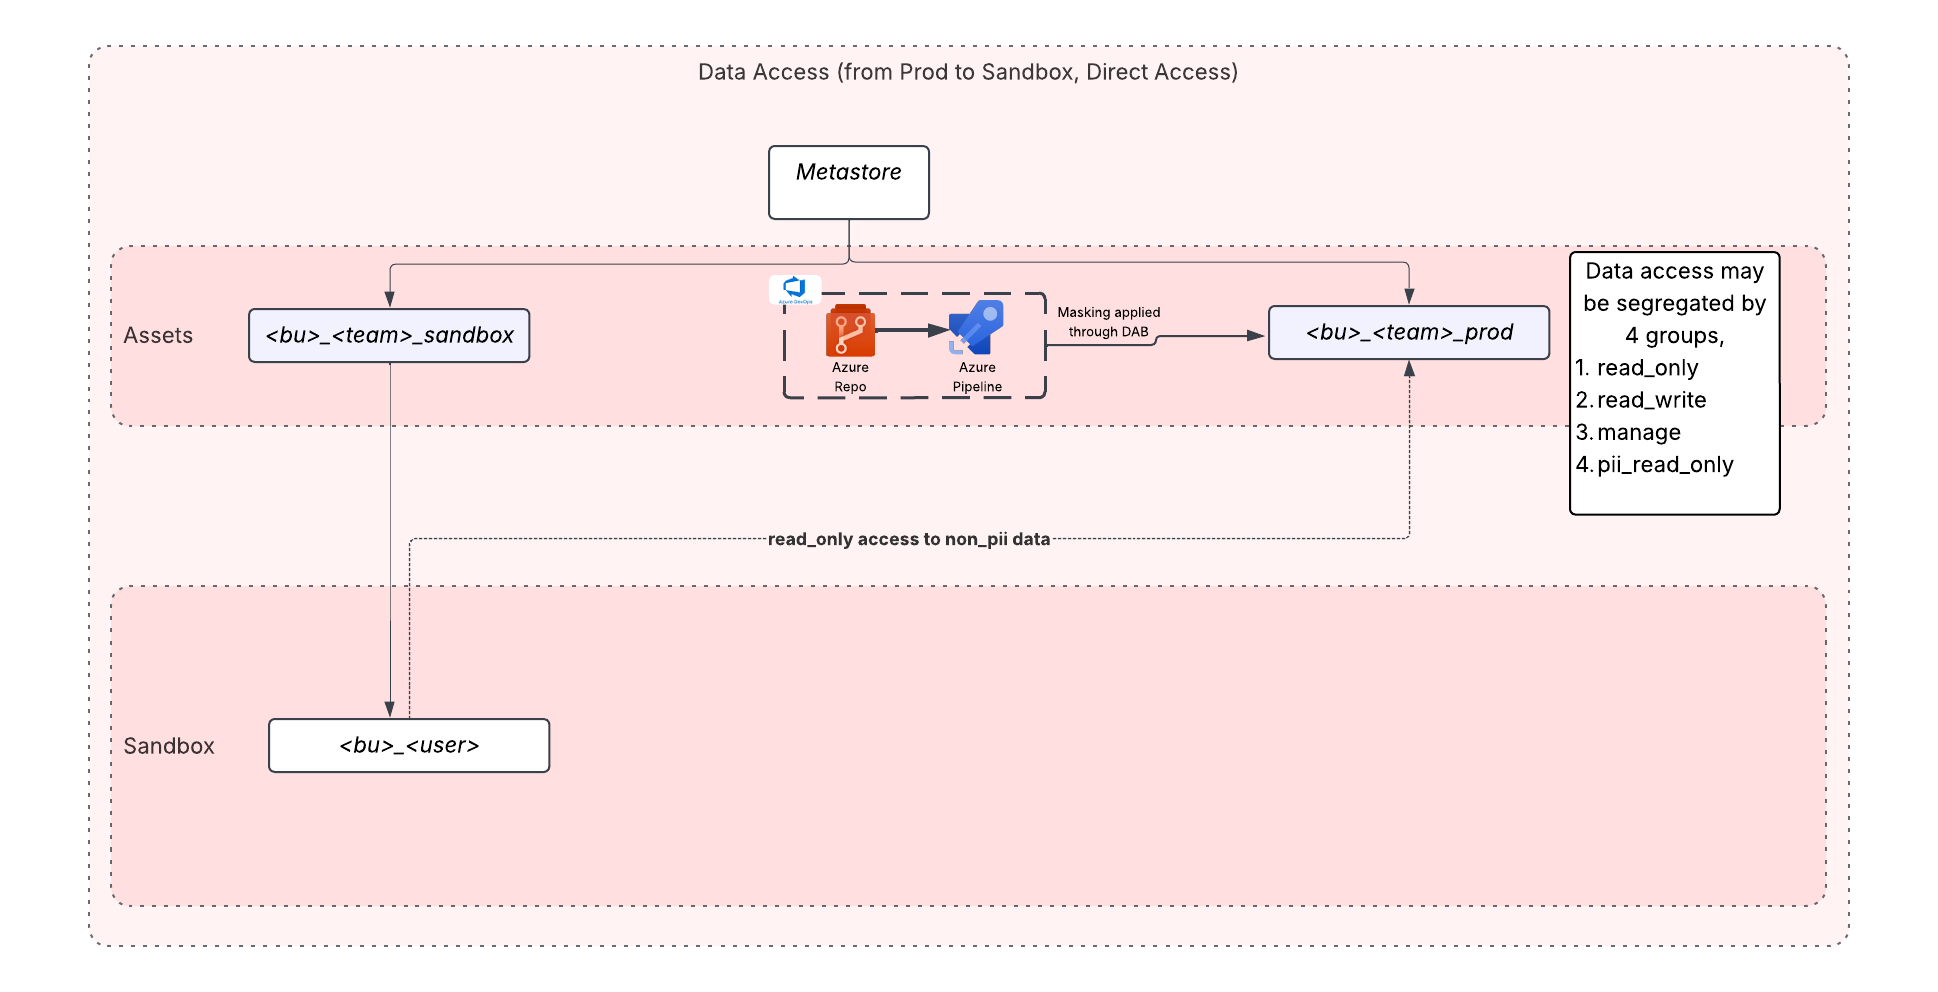 Data Access (from Prod to Sandbox, Direct Access)
Metastore
Assets
<bu>_<team>_sandbox
Azure DevOps
Azure
Repo
Azure
Pipeline
Masking applied
through DAB
<bu>_<team>_prod
Data access may
be segregated by
4 groups,
1. read_only
2. read_write
3. manage
4. pii_read_only
read_only access to non_pii data
Sandbox
<bu>_<user>